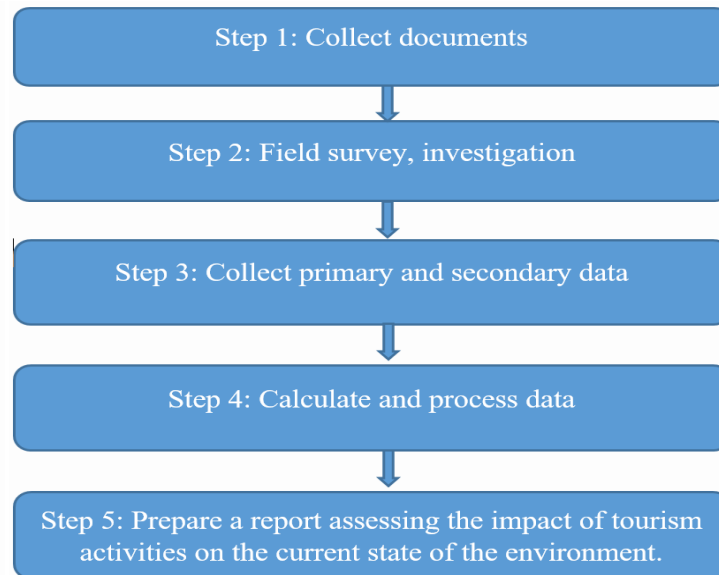 Step 1: Collect documents
Step 2: Field survey, investigation
Step 3: Collect primary and secondary data
Step 4: Calculate and process data
Step 5: Prepare a report assessing the impact of tourism
activities on the current state of the environment.